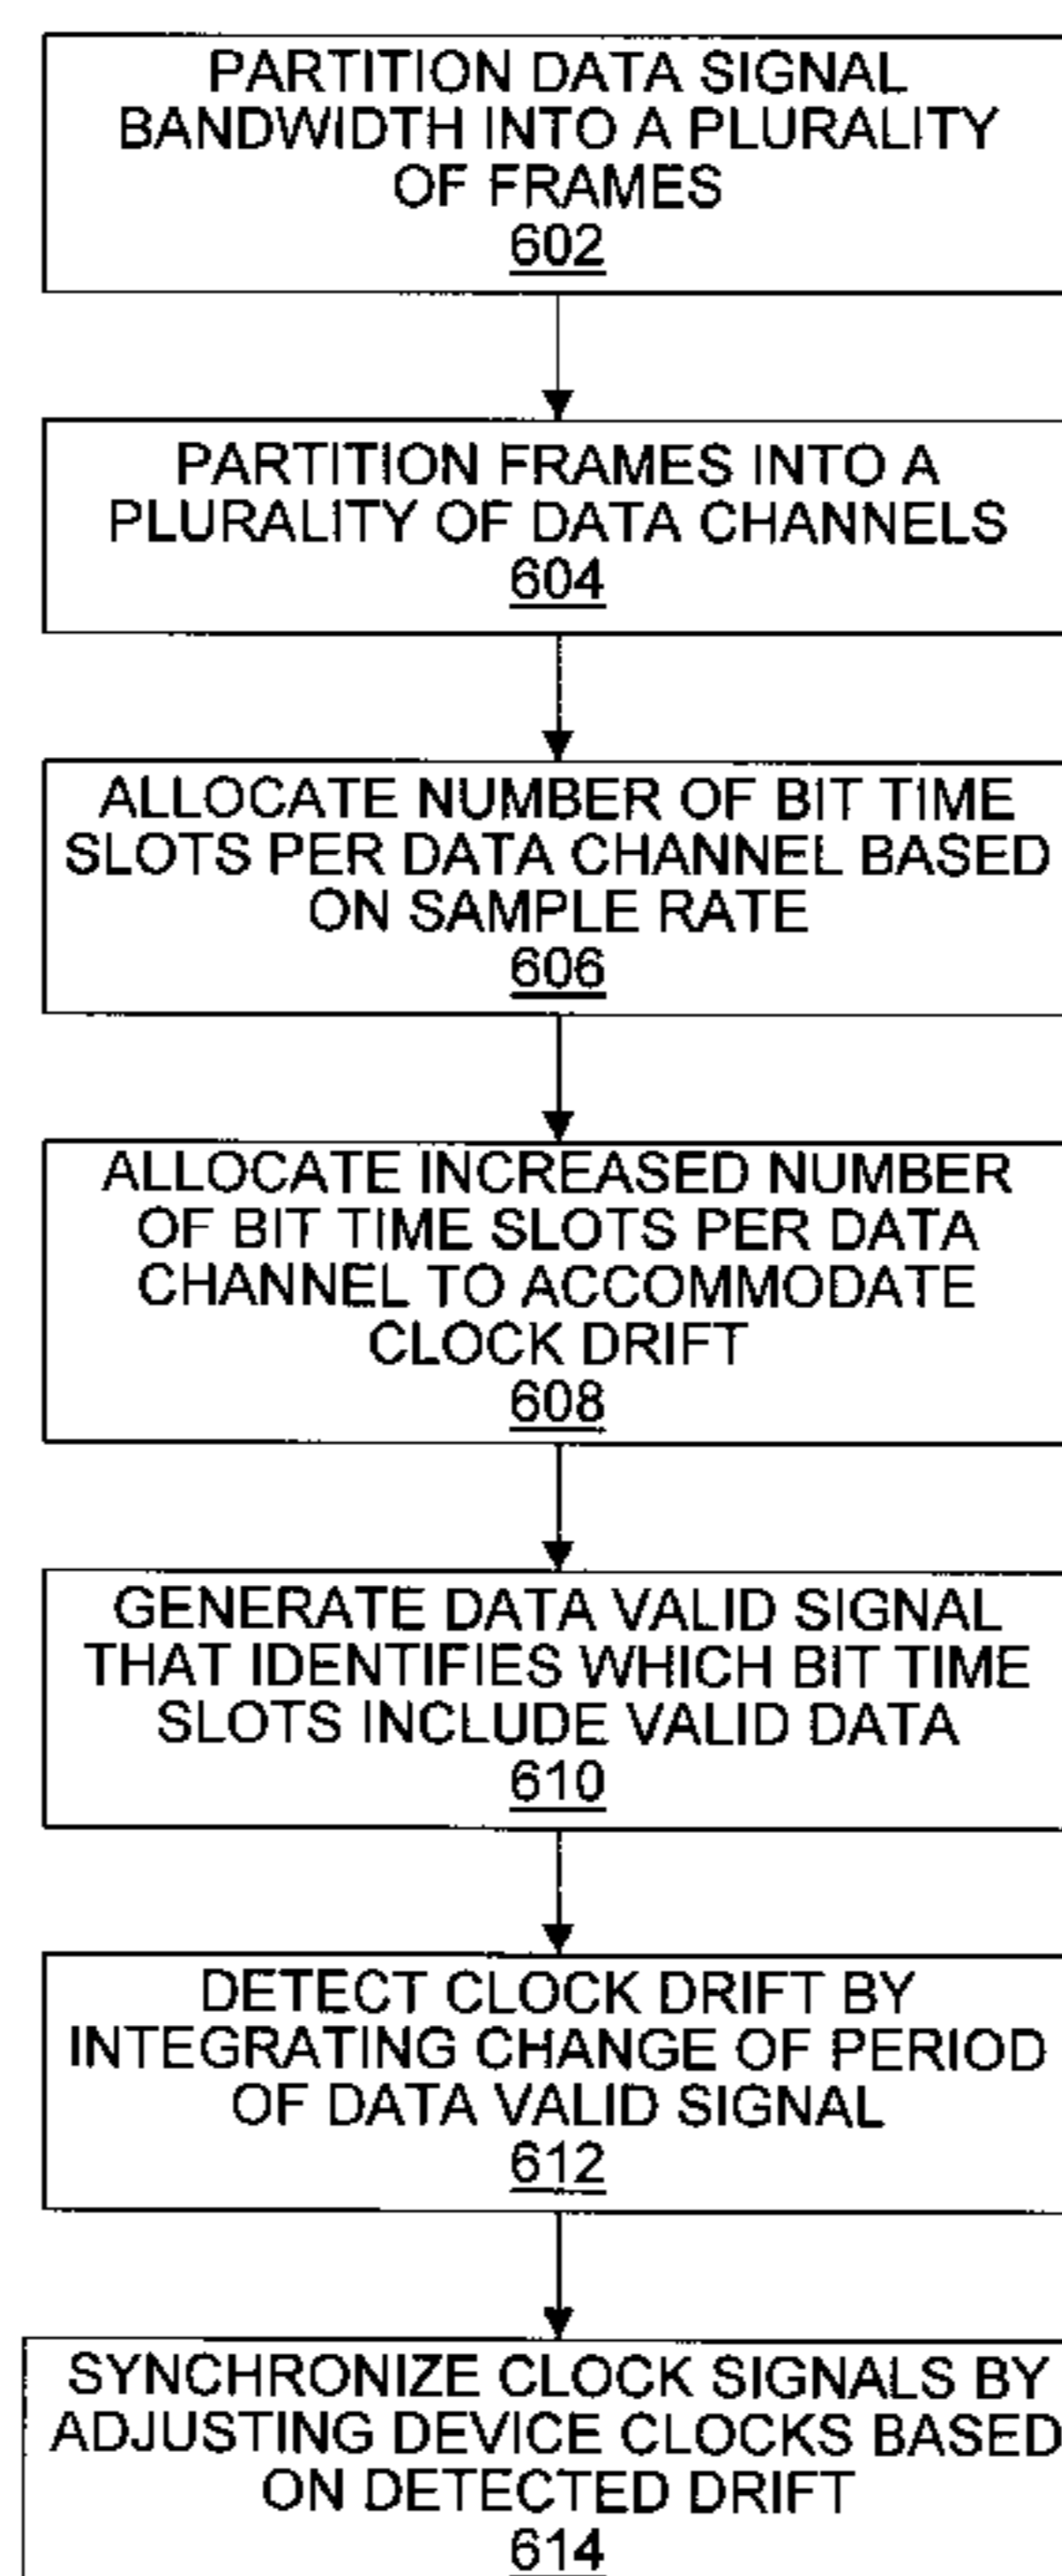 PARTITION DATA SIGNAL
BANDWIDTH INTO A PLURALITY
OF FRAMES
602
PARTITION FRAMES INTO A
PLURALITY OF DATA CHANNELS
604
ALLOCATE NUMBER OF BIT TIME
SLOTS PER DATA CHANNEL BASED
ON SAMPLE RATE
606
ALLOCATE INCREASED NUMBER
OF BIT TIME SLOTS PER DATA
CHANNEL TO ACCOMMODATE
CLOCK DRIFT
608
GENERATE DATA VALID SIGNAL
THAT IDENTIFIES WHICH BIT TIME
SLOTS INCLUDE VALID DATA
610
DETECT CLOCK DRIFT BY
INTEGRATING CHANGE OF PERIOD
OF DATA VALID SIGNAL
612
SYNCHRONIZE CLOCK SIGNALS BY
ADJUSTING DEVICE CLOCKS BASED
ON DETECTED DRIFT
614